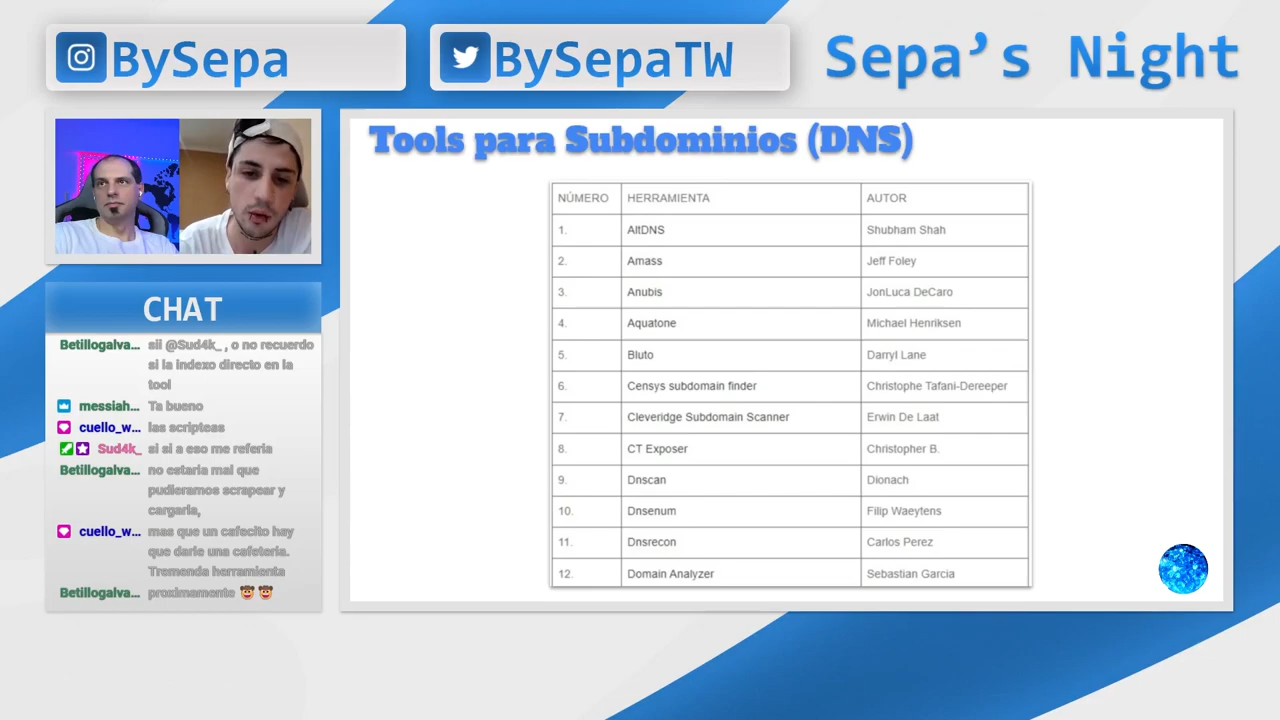 BySepa
BySepaTW
Sepa's Night
Tools para Subdominios (DNS)
NÚMERO HERRAMIENTA AUTOR
1. AltDNS Shubham Shah
2. Amass Jeff Foley
3. Anubis JonLuca DeCaro
4. Aquatone Michael Henriksen
5. Bluto Darryl Lane
6. Censys subdomain finder Christophe Tafani-Dereeper
7. Cleveridge Subdomain Scanner Erwin De Laat
8. CT Exposer Christopher B.
9. Dnscan Dionach
10. Dnsenum Filip Waeytens
11. Dnsrecon Carlos Perez
12. Domain Analyzer Sebastian Garcia
CHAT
Betillogalva... sii @Sud4k_ , o no recuerdo
si la indexo directo en la
tool
messiah... Ta bueno
cuello_w... las scripteas
Sud4k_ si si a eso me referia
Betillogalva... no estaria mal que
pudieramos scrapear y
cargarla,
cuello_w... mas que un cafecito hay
que darle una cafeteria.
Tremenda herramienta
Betillogalva... proximamente 🤠🤠